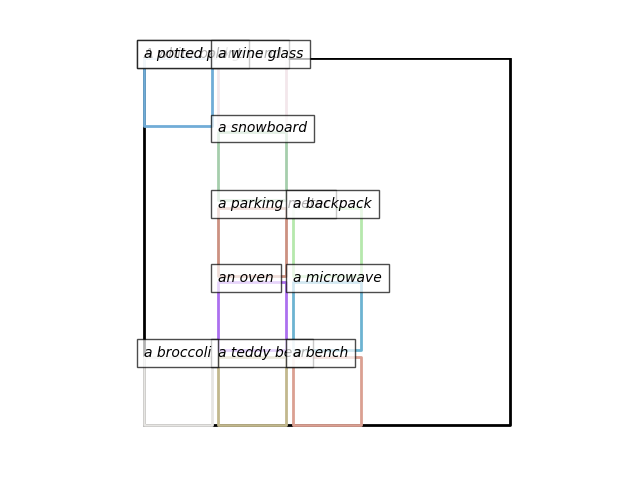 a potted plant
a wine glass
a snowboard
a parking meter
a backpack
an oven
a microwave
a broccoli
a teddy bear
a bench